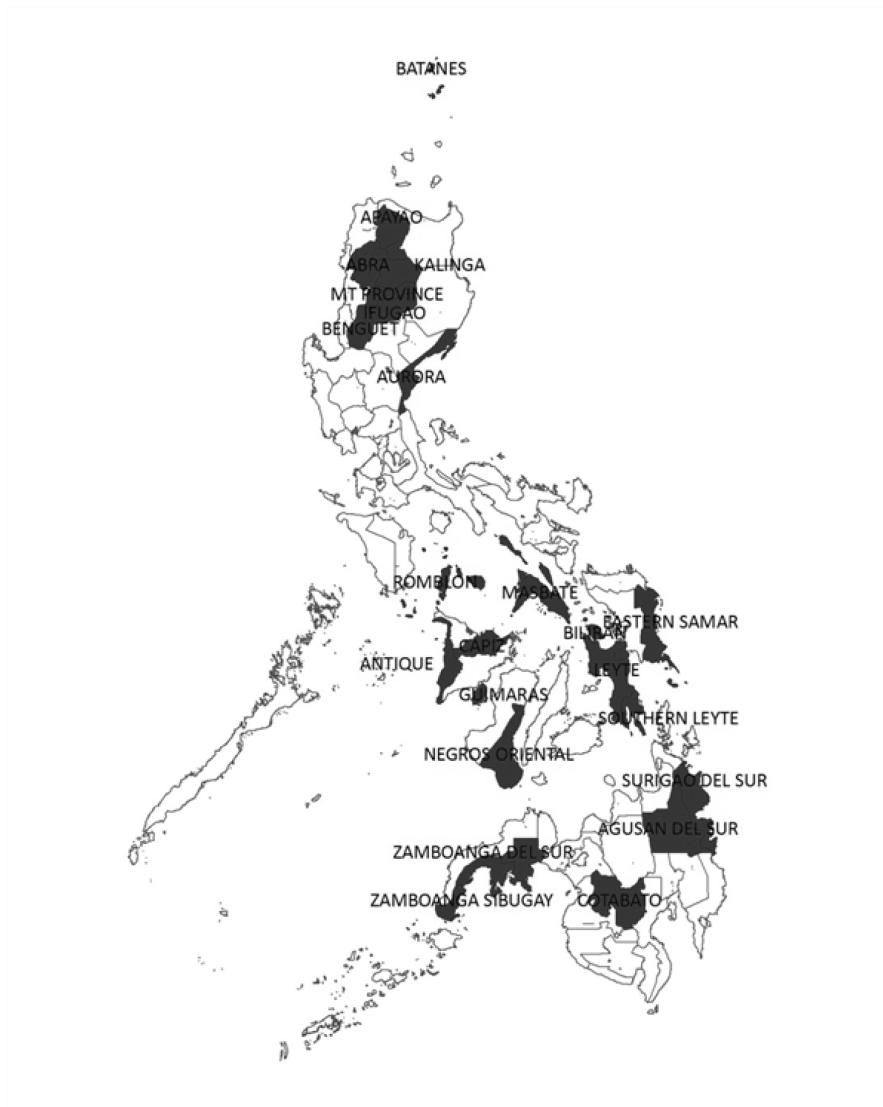 BATANES
APAYAO
ABRA
KALINGA
MT PROVINCE
IFUGAO
BENGUET
AURORA
ROMBLON
MASBATE
EASTERN SAMAR
BILIRAN
CAPIZ
ANTIQUE
LEYTE
GUIMARAS
SOUTHERN LEYTE
NEGROS ORIENTAL
SURIGAO DEL SUR
AGUSAN DEL SUR
ZAMBOANGA DEL SUR
ZAMBOANGA SIBUGAY
COTABATO